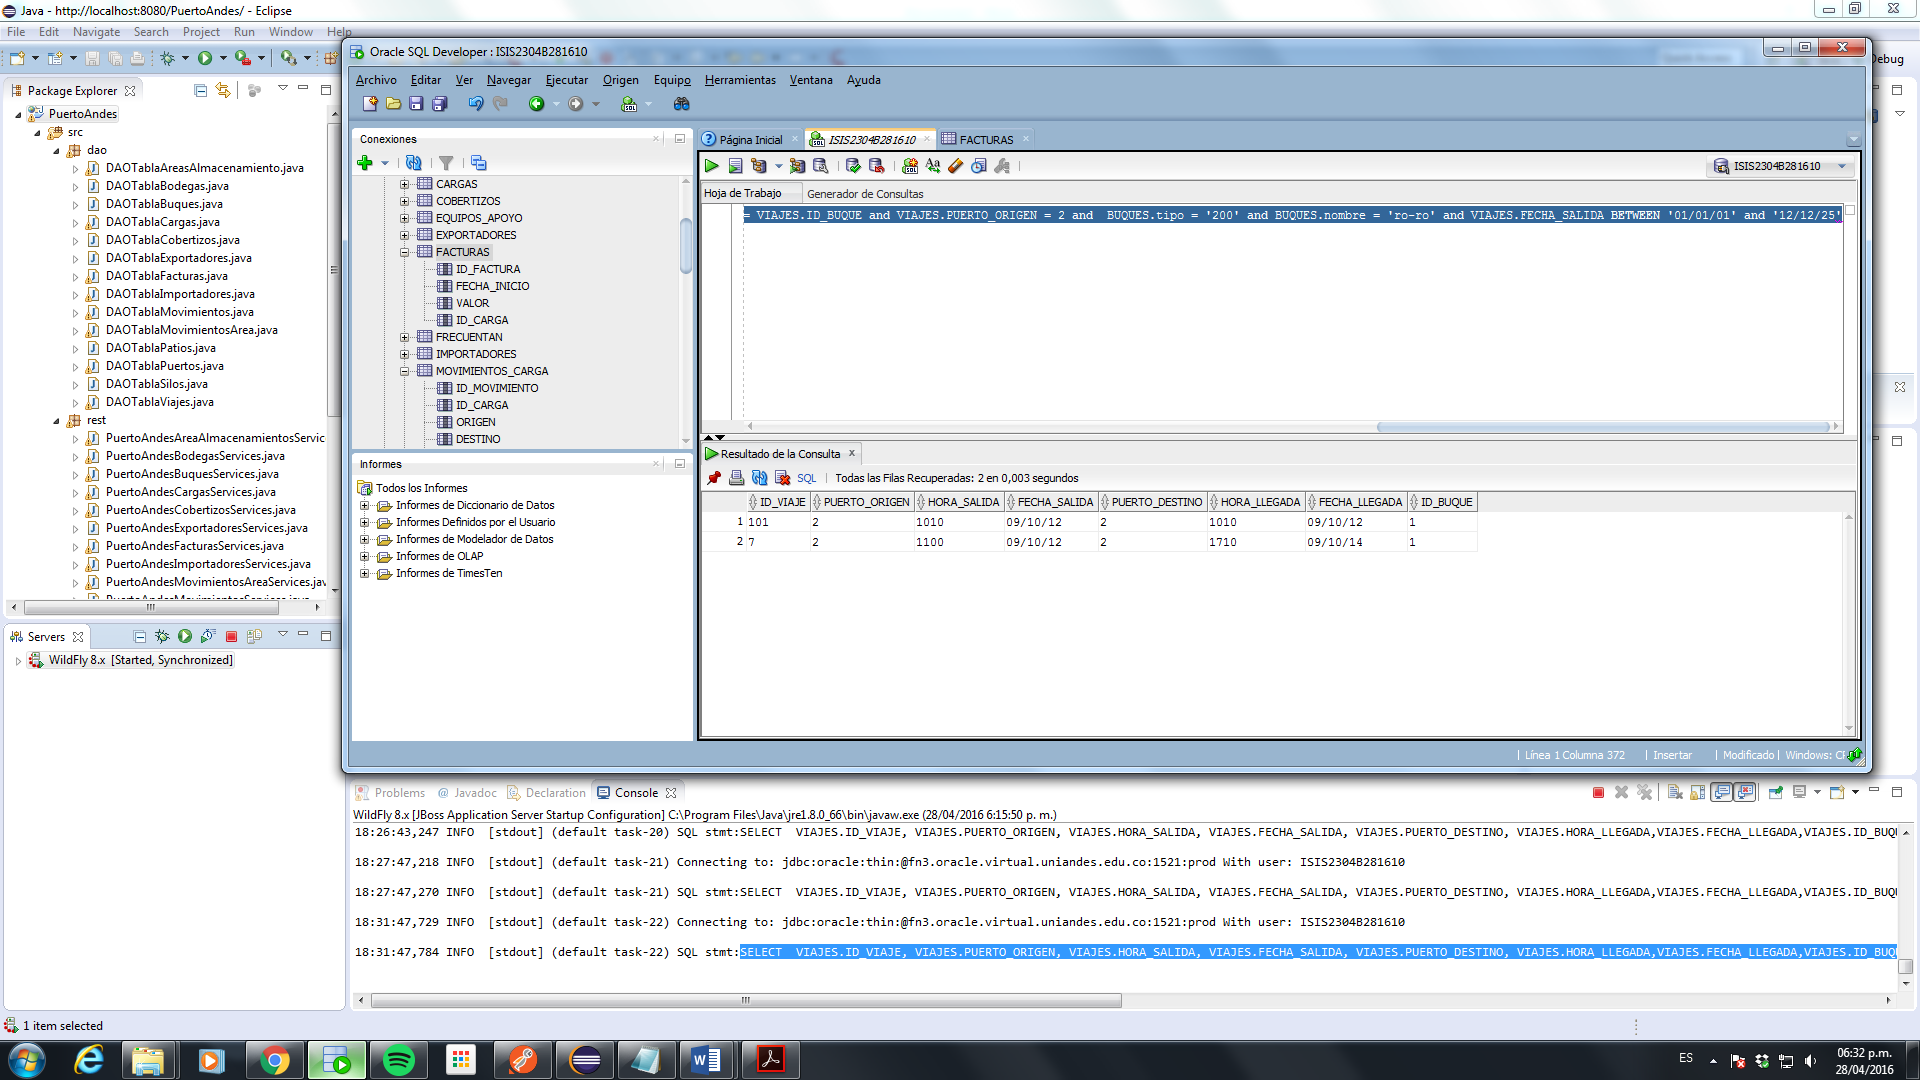 Java - http://localhost:8080/PuertoAndes/ - Eclipse
File Edit Navigate Search Project Run Window Help
Debug
Package Explorer
PuertoAndes
src
dao
DAOTablaAreasAlmacenamiento.java
DAOTablaBodegas.java
DAOTablaBuques.java
DAOTablaCargas.java
DAOTablaCobertizos.java
DAOTablaExportadores.java
DAOTablaFacturas.java
DAOTablaImportadores.java
DAOTablaMovimientos.java
DAOTablaMovimientosArea.java
DAOTablaPatios.java
DAOTablaPuertos.java
DAOTablaSilos.java
DAOTablaViajes.java
rest
PuertoAndesAreaAlmacenamientosServic
PuertoAndesBodegasServices.java
PuertoAndesBuquesServices.java
PuertoAndesCargasServices.java
PuertoAndesCobertizosServices.java
PuertoAndesExportadoresServices.java
PuertoAndesFacturasServices.java
PuertoAndesImportadoresServices.java
PuertoAndesMovimientosAreaServices.jav
PuertoAndesMovimientosServices.java
Servers
WildFly 8.x [Started, Synchronized]
Oracle SQL Developer : ISIS2304B281610
Archivo Editar Ver Navegar Ejecutar Origen Equipo Herramientas Ventana Ayuda
Conexiones
CARGAS
COBERTIZOS
EQUIPOS_APOYO
EXPORTADORES
FACTURAS
ID_FACTURA
FECHA_INICIO
VALOR
ID_CARGA
FRECUENTAN
IMPORTADORES
MOVIMIENTOS_CARGA
ID_MOVIMIENTO
ID_CARGA
ORIGEN
DESTINO
Informes
Todos los Informes
Informes de Diccionario de Datos
Informes Definidos por el Usuario
Informes de Modelador de Datos
Informes de OLAP
Informes de TimesTen
Página Inicial ISIS2304B281610 FACTURAS
ISIS2304B281610
Hoja de Trabajo Generador de Consultas
= VIAJES.ID_BUQUE and VIAJES.PUERTO_ORIGEN = 2 and BUQUES.tipo = '200' and BUQUES.nombre = 'ro-ro' and VIAJES.FECHA_SALIDA BETWEEN '01/01/01' and '12/12/25'
Resultado de la Consulta
SQL | Todas las Filas Recuperadas: 2 en 0,003 segundos
ID_VIAJE PUERTO_ORIGEN HORA_SALIDA FECHA_SALIDA PUERTO_DESTINO HORA_LLEGADA FECHA_LLEGADA ID_BUQUE
1 101 2 1010 09/10/12 2 1010 09/10/12 1
2 7 2 1100 09/10/12 2 1710 09/10/14 1
Línea 1 Columna 372 | Insertar | Modificado | Windows: CF
Problems Javadoc Declaration Console
WildFly 8.x [JBoss Application Server Startup Configuration] C:\Program Files\Java\jre1.8.0_66\bin\javaw.exe (28/04/2016 6:15:50 p. m.)
18:26:43,247 INFO [stdout] (default task-20) SQL stmt:SELECT VIAJES.ID_VIAJE, VIAJES.PUERTO_ORIGEN, VIAJES.HORA_SALIDA, VIAJES.FECHA_SALIDA, VIAJES.PUERTO_DESTINO, VIAJES.HORA_LLEGADA,VIAJES.FECHA_LLEGADA,VIAJES.ID_BUQU
18:27:47,218 INFO [stdout] (default task-21) Connecting to: jdbc:oracle:thin:@fn3.oracle.virtual.uniandes.edu.co:1521:prod With user: ISIS2304B281610
18:27:47,270 INFO [stdout] (default task-21) SQL stmt:SELECT VIAJES.ID_VIAJE, VIAJES.PUERTO_ORIGEN, VIAJES.HORA_SALIDA, VIAJES.FECHA_SALIDA, VIAJES.PUERTO_DESTINO, VIAJES.HORA_LLEGADA,VIAJES.FECHA_LLEGADA,VIAJES.ID_BUQU
18:31:47,729 INFO [stdout] (default task-22) Connecting to: jdbc:oracle:thin:@fn3.oracle.virtual.uniandes.edu.co:1521:prod With user: ISIS2304B281610
18:31:47,784 INFO [stdout] (default task-22) SQL stmt:SELECT VIAJES.ID_VIAJE, VIAJES.PUERTO_ORIGEN, VIAJES.HORA_SALIDA, VIAJES.FECHA_SALIDA, VIAJES.PUERTO_DESTINO, VIAJES.HORA_LLEGADA,VIAJES.FECHA_LLEGADA,VIAJES.ID_BUQU
1 item selected
ES
06:32 p.m.
28/04/2016